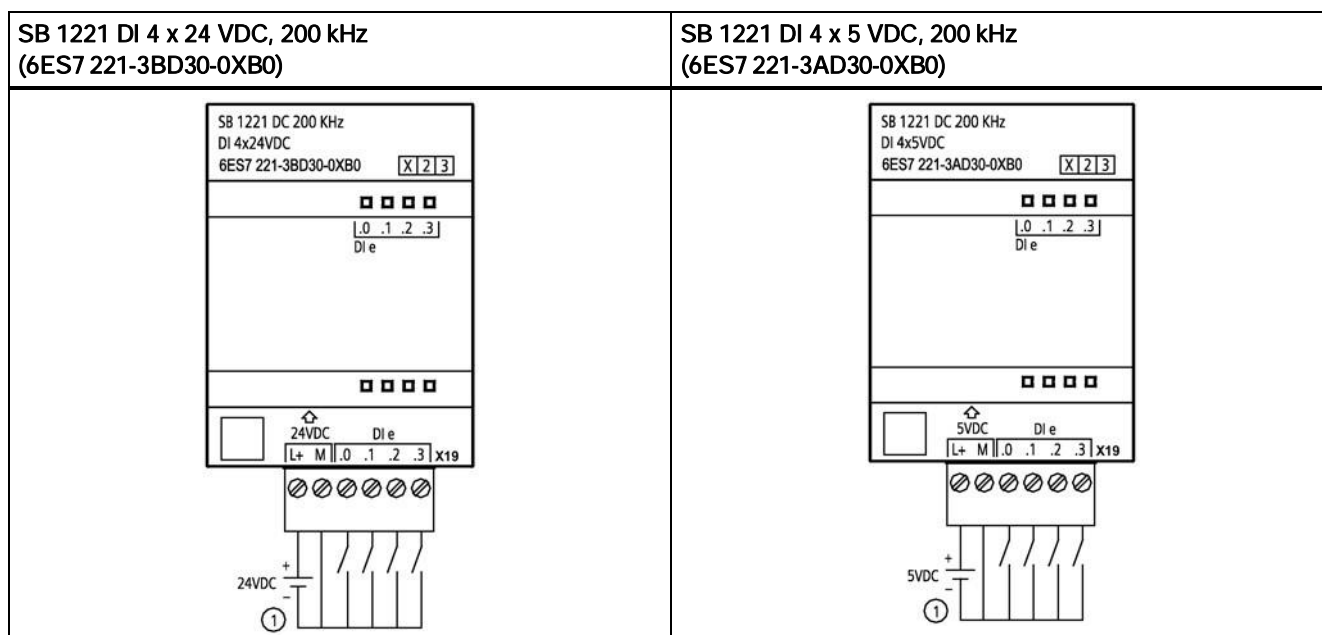 SB 1221 DI 4 x 24 VDC, 200 kHz
(6ES7 221-3BD30-0XB0)
SB 1221 DI 4 x 5 VDC, 200 kHz
(6ES7 221-3AD30-0XB0)
SB 1221 DC 200 KHz
DI 4x24VDC
6ES7 221-3BD30-0XB0 X 2 3
.0 .1 .2 .3
DI e
24VDC DI e
L+ M .0 .1 .2 .3 X19
+
24VDC
−
1
SB 1221 DC 200 KHz
DI 4x5VDC
6ES7 221-3AD30-0XB0 X 2 3
.0 .1 .2 .3
DI e
5VDC DI e
L+ M .0 .1 .2 .3 X19
+
5VDC
−
1